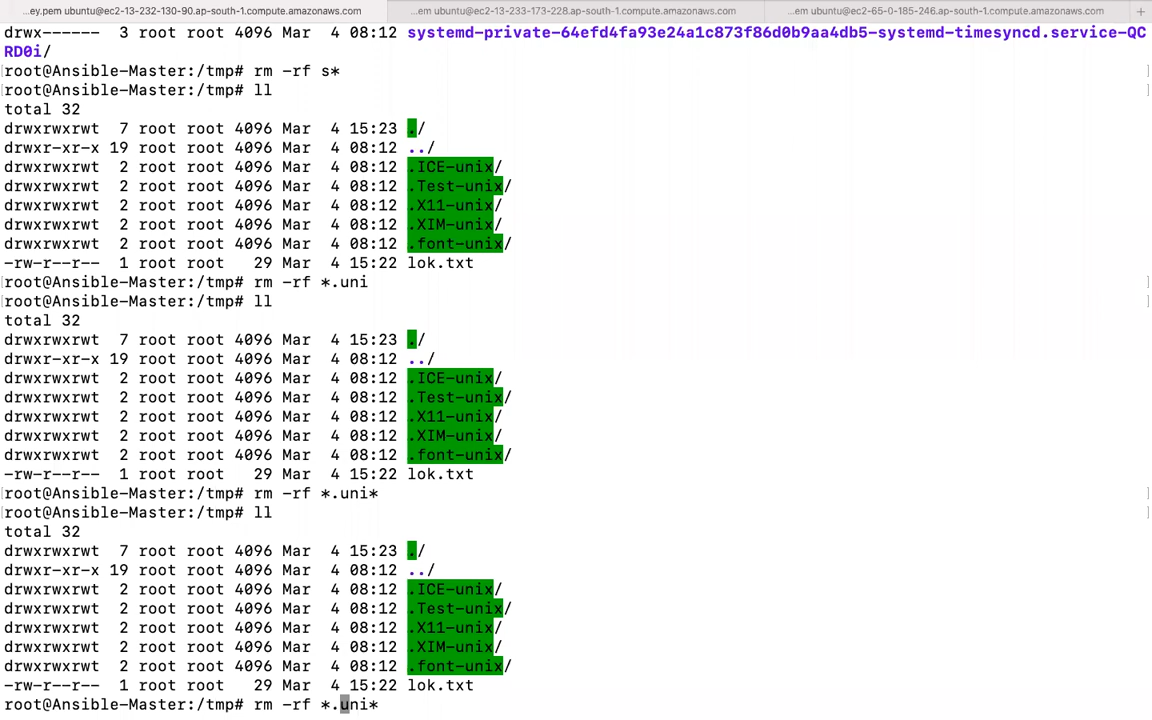 ...ey.pem ubuntu@ec2-13-232-130-90.ap-south-1.compute.amazonaws.com ...em ubuntu@ec2-13-233-173-228.ap-south-1.compute.amazonaws.com ...em ubuntu@ec2-65-0-185-246.ap-south-1.compute.amazonaws.com +
drwx------  3 root root 4096 Mar  4 08:12 systemd-private-64efd4fa93e24a1c873f86d0b9aa4db5-systemd-timesyncd.service-QC
RD0i/
[root@Ansible-Master:/tmp# rm -rf s* ]
[root@Ansible-Master:/tmp# ll ]
total 32
drwxrwxrwt  7 root root 4096 Mar  4 15:23 ./
drwxr-xr-x 19 root root 4096 Mar  4 08:12 ../
drwxrwxrwt  2 root root 4096 Mar  4 08:12 .ICE-unix/
drwxrwxrwt  2 root root 4096 Mar  4 08:12 .Test-unix/
drwxrwxrwt  2 root root 4096 Mar  4 08:12 .X11-unix/
drwxrwxrwt  2 root root 4096 Mar  4 08:12 .XIM-unix/
drwxrwxrwt  2 root root 4096 Mar  4 08:12 .font-unix/
-rw-r--r--  1 root root   29 Mar  4 15:22 lok.txt
[root@Ansible-Master:/tmp# rm -rf *.uni ]
[root@Ansible-Master:/tmp# ll ]
total 32
drwxrwxrwt  7 root root 4096 Mar  4 15:23 ./
drwxr-xr-x 19 root root 4096 Mar  4 08:12 ../
drwxrwxrwt  2 root root 4096 Mar  4 08:12 .ICE-unix/
drwxrwxrwt  2 root root 4096 Mar  4 08:12 .Test-unix/
drwxrwxrwt  2 root root 4096 Mar  4 08:12 .X11-unix/
drwxrwxrwt  2 root root 4096 Mar  4 08:12 .XIM-unix/
drwxrwxrwt  2 root root 4096 Mar  4 08:12 .font-unix/
-rw-r--r--  1 root root   29 Mar  4 15:22 lok.txt
[root@Ansible-Master:/tmp# rm -rf *.uni* ]
[root@Ansible-Master:/tmp# ll ]
total 32
drwxrwxrwt  7 root root 4096 Mar  4 15:23 ./
drwxr-xr-x 19 root root 4096 Mar  4 08:12 ../
drwxrwxrwt  2 root root 4096 Mar  4 08:12 .ICE-unix/
drwxrwxrwt  2 root root 4096 Mar  4 08:12 .Test-unix/
drwxrwxrwt  2 root root 4096 Mar  4 08:12 .X11-unix/
drwxrwxrwt  2 root root 4096 Mar  4 08:12 .XIM-unix/
drwxrwxrwt  2 root root 4096 Mar  4 08:12 .font-unix/
-rw-r--r--  1 root root   29 Mar  4 15:22 lok.txt
root@Ansible-Master:/tmp# rm -rf *.uni*